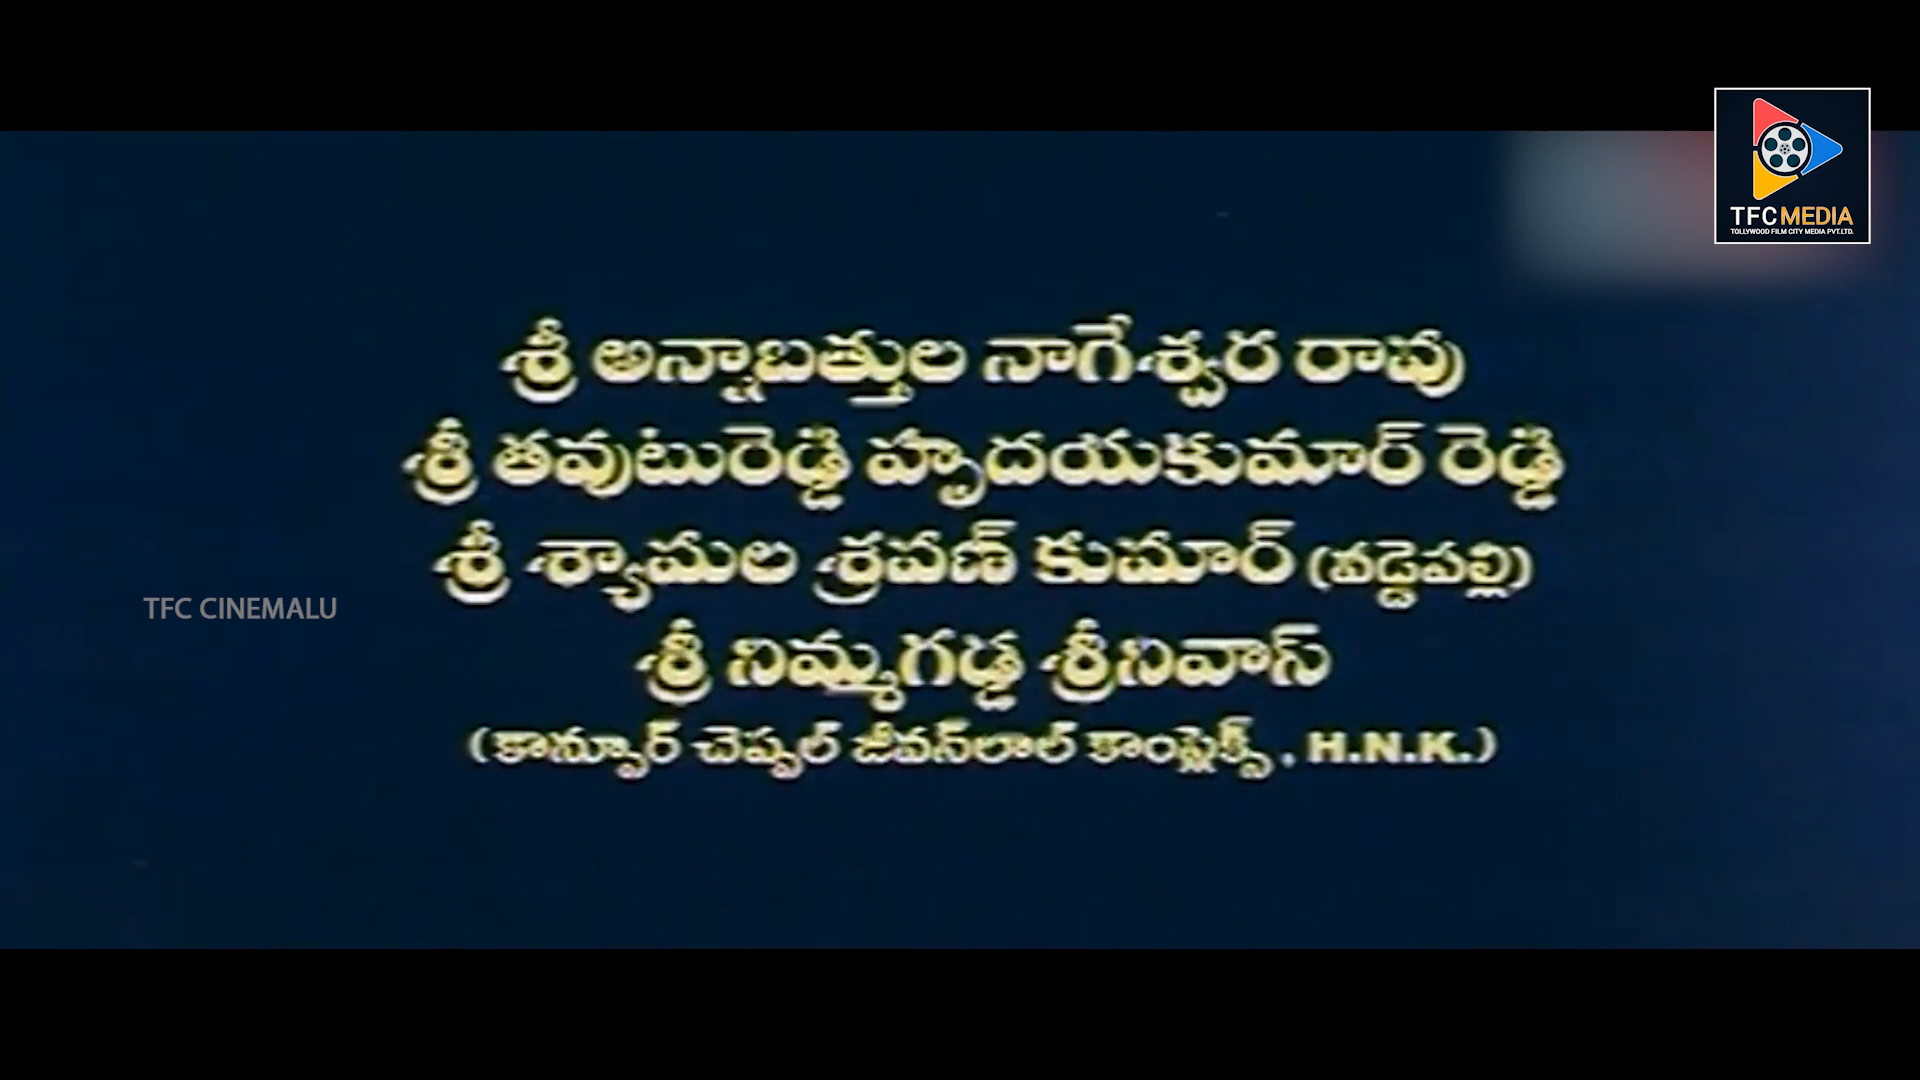 TFC MEDIA
TOLLYWOOD FILM CITY MEDIA PVT.LTD.
శ్రీ అన్నాబత్తుల నాగేశ్వర రావు
శ్రీ తవుటురెడ్డి హృదయకుమార్ రెడ్డి
శ్రీ శ్యామల శ్రవణ్ కుమార్ (వడ్డెపల్లి)
TFC CINEMALU
శ్రీ నిమ్మగడ్డ శ్రీనివాస్
(కాన్పూర్ చెప్పల్ జీవన్‌లాల్ కాంప్లెక్స్, H.N.K.)